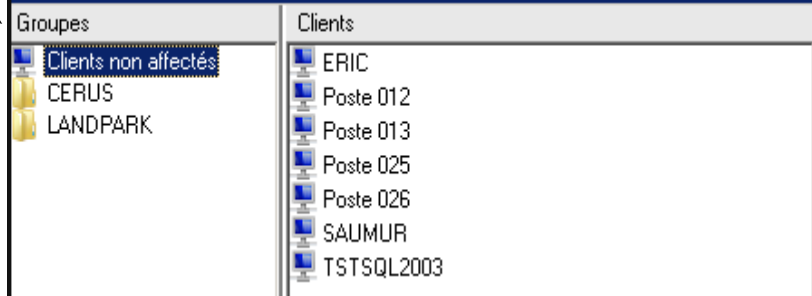 Groupes
Clients
Clients non affectés
CERUS
LANDPARK
ERIC
Poste 012
Poste 013
Poste 025
Poste 026
SAUMUR
TSTSQL2003